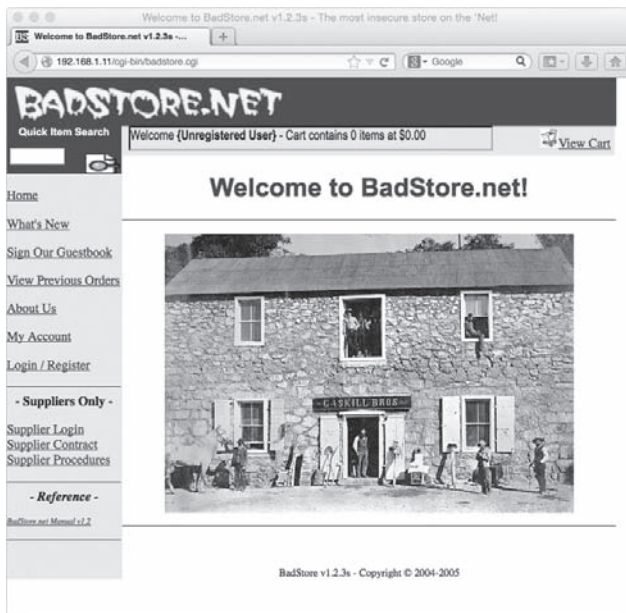 Welcome to BadStore.net v1.2.3s - The most insecure store on the 'Net!
BS Welcome to BadStore.net v1.2.3s -...
192.168.1.11/cgi-bin/badstore.cgi
Google
BADSTORE.NET
Quick Item Search
Welcome {Unregistered User} - Cart contains 0 items at $0.00
View Cart
Home
What's New
Sign Our Guestbook
View Previous Orders
About Us
My Account
Login / Register
- Suppliers Only -
Supplier Login
Supplier Contract
Supplier Procedures
- Reference -
BadStore.net Manual v1.2
Welcome to BadStore.net!
GASKILL BROS
BadStore v1.2.3s - Copyright © 2004-2005